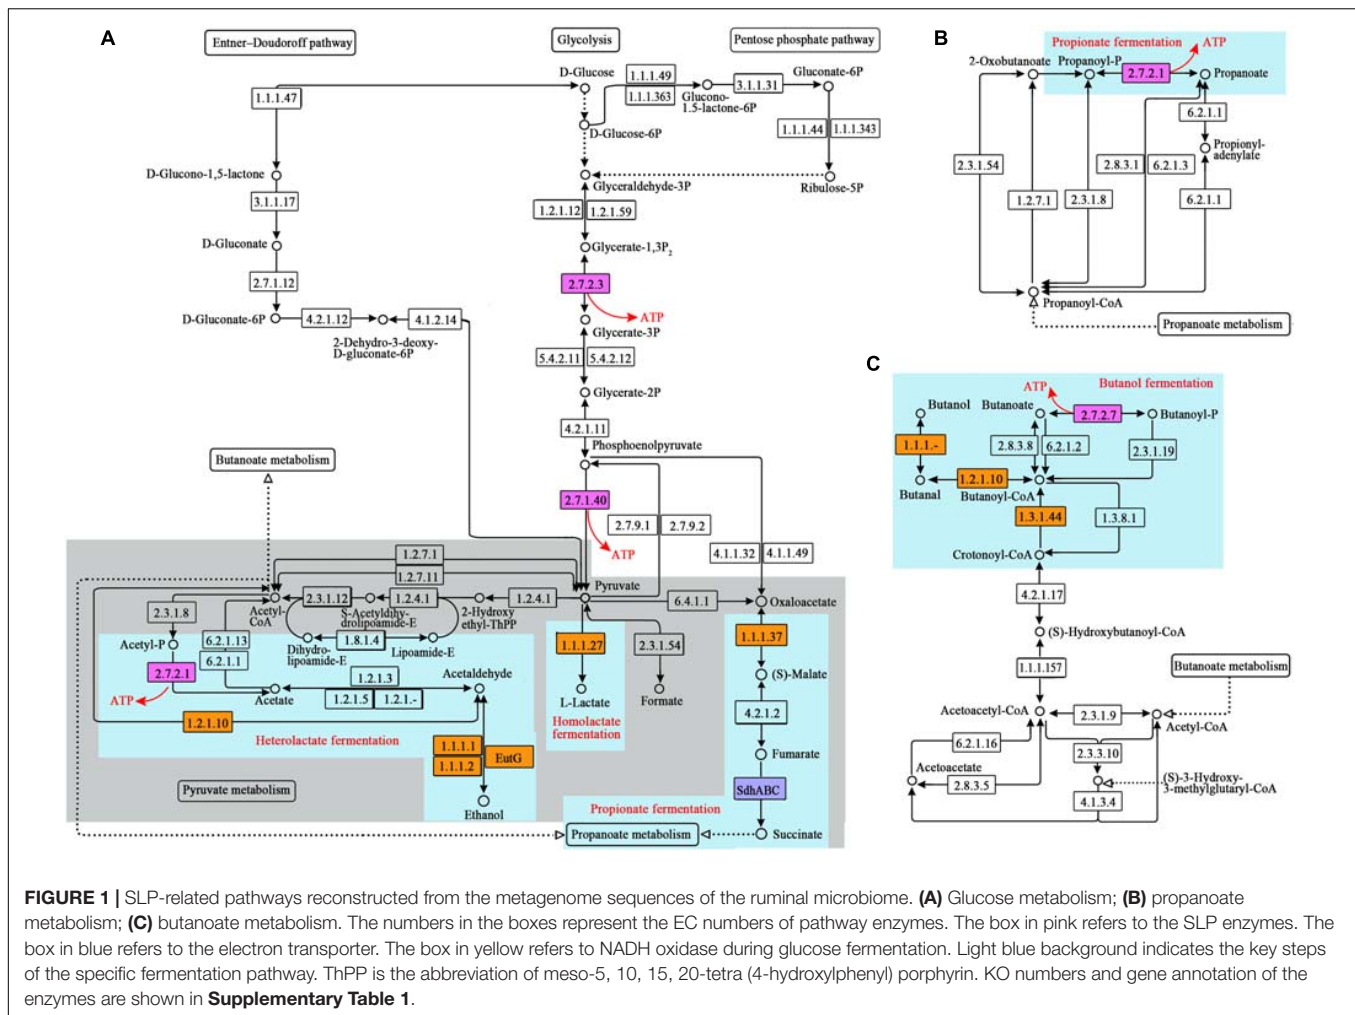 A
Entner–Doudoroff pathway
Glycolysis
Pentose phosphate pathway
D-Glucose
1.1.1.49
1.1.1.363
Glucono-
1.5-lactone-6P
3.1.1.31
Gluconate-6P
1.1.1.47
D-Glucose-6P
1.1.1.44
1.1.1.343
D-Glucono-1,5-lactone
Glyceraldehyde-3P
Ribulose-5P
3.1.1.17
1.2.1.12
1.2.1.59
D-Gluconate
Glycerate-1,3P2
2.7.1.12
2.7.2.3
ATP
D-Gluconate-6P
4.2.1.12
4.1.2.14
Glycerate-3P
2-Dehydro-3-deoxy-
D-gluconate-6P
5.4.2.11
5.4.2.12
Glycerate-2P
4.2.1.11
Phosphoenolpyruvate
Butanoate metabolism
2.7.1.40
2.7.9.1
2.7.9.2
ATP
4.1.1.32
4.1.1.49
1.2.7.1
1.2.7.11
Pyruvate
2.3.1.8
Acetyl-
CoA
2.3.1.12
S-Acetyldihy-
drolipoamide-E
1.2.4.1
2-Hydroxy
ethyl-ThPP
1.2.4.1
6.4.1.1
Oxaloacetate
Acetyl-P
6.2.1.13
6.2.1.1
Dihydro-
lipoamide-E
1.8.1.4
Lipoamide-E
1.1.1.27
2.3.1.54
1.1.1.37
2.7.2.1
ATP
Acetate
1.2.1.3
1.2.1.5
1.2.1.-
Acetaldehyde
L-Lactate
Formate
(S)-Malate
1.2.1.10
Heterolactate fermentation
Homolactate
fermentation
4.2.1.2
1.1.1.1
1.1.1.2
EutG
Fumarate
Pyruvate metabolism
SdhABC
Ethanol
Propionate fermentation
Propanoate metabolism
Succinate
B
Propionate fermentation
ATP
2-Oxobutanoate
Propanoyl-P
2.7.2.1
Propanoate
6.2.1.1
Propionyl-
adenylate
2.3.1.54
2.8.3.1
6.2.1.3
1.2.7.1
2.3.1.8
6.2.1.1
Propanoyl-CoA
Propanoate metabolism
C
ATP
Butanol fermentation
Butanol
Butanoate
2.7.2.7
Butanoyl-P
1.1.1.-
2.8.3.8
6.2.1.2
2.3.1.19
1.2.1.10
Butanal
Butanoyl-CoA
1.3.1.44
1.3.8.1
Crotonoyl-CoA
4.2.1.17
(S)-Hydroxybutanoyl-CoA
1.1.1.157
Butanoate metabolism
Acetoacetyl-CoA
2.3.1.9
Acetyl-CoA
6.2.1.16
2.3.3.10
Acetoacetate
2.8.3.5
(S)-3-Hydroxy-
3-methylglutaryl-CoA
4.1.3.4
FIGURE 1 | SLP-related pathways reconstructed from the metagenome sequences of the ruminal microbiome. (A) Glucose metabolism; (B) propanoate
metabolism; (C) butanoate metabolism. The numbers in the boxes represent the EC numbers of pathway enzymes. The box in pink refers to the SLP enzymes. The
box in blue refers to the electron transporter. The box in yellow refers to NADH oxidase during glucose fermentation. Light blue background indicates the key steps
of the specific fermentation pathway. ThPP is the abbreviation of meso-5, 10, 15, 20-tetra (4-hydroxylphenyl) porphyrin. KO numbers and gene annotation of the
enzymes are shown in Supplementary Table 1.